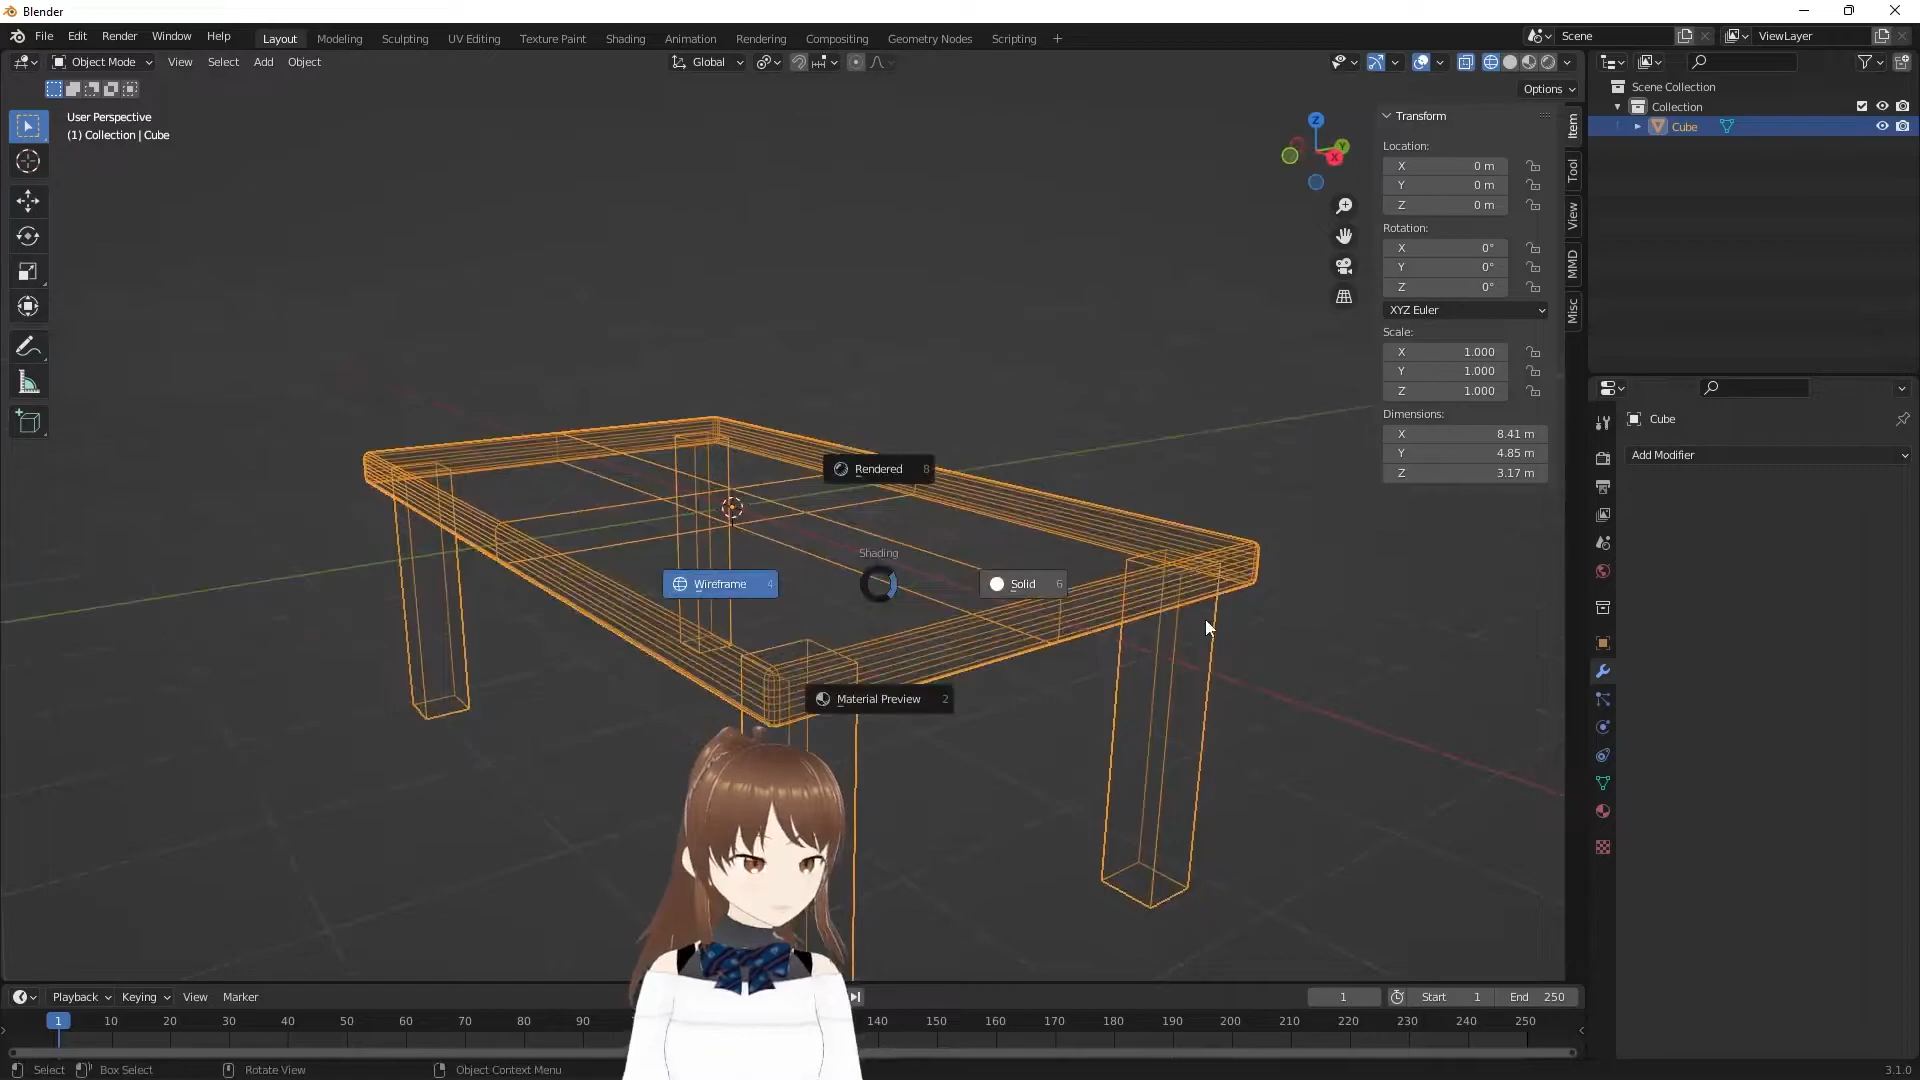 Blender
File Edit Render Window Help
Layout Modeling Sculpting UV Editing Texture Paint Shading Animation Rendering Compositing Geometry Nodes Scripting +
Scene
ViewLayer
Object Mode View Select Add Object
Global
Options
User Perspective
(1) Collection | Cube
Z
Y
X
Transform
Location:
X 0 m
Y 0 m
Z 0 m
Rotation:
X 0°
Y 0°
Z 0°
XYZ Euler
Scale:
X 1.000
Y 1.000
Z 1.000
Dimensions:
X 8.41 m
Y 4.85 m
Z 3.17 m
Item
Tool
View
MMD
Misc
Scene Collection
Collection
Cube
Cube
Add Modifier
Rendered 8
Shading
Wireframe 4
Solid 6
Material Preview 2
Playback Keying View Marker
1
Start 1
End 250
1 10 20 30 40 50 60 70 80 90 140 150 160 170 180 190 200 210 220 230 240 250
Select Box Select Rotate View Object Context Menu
3.1.0